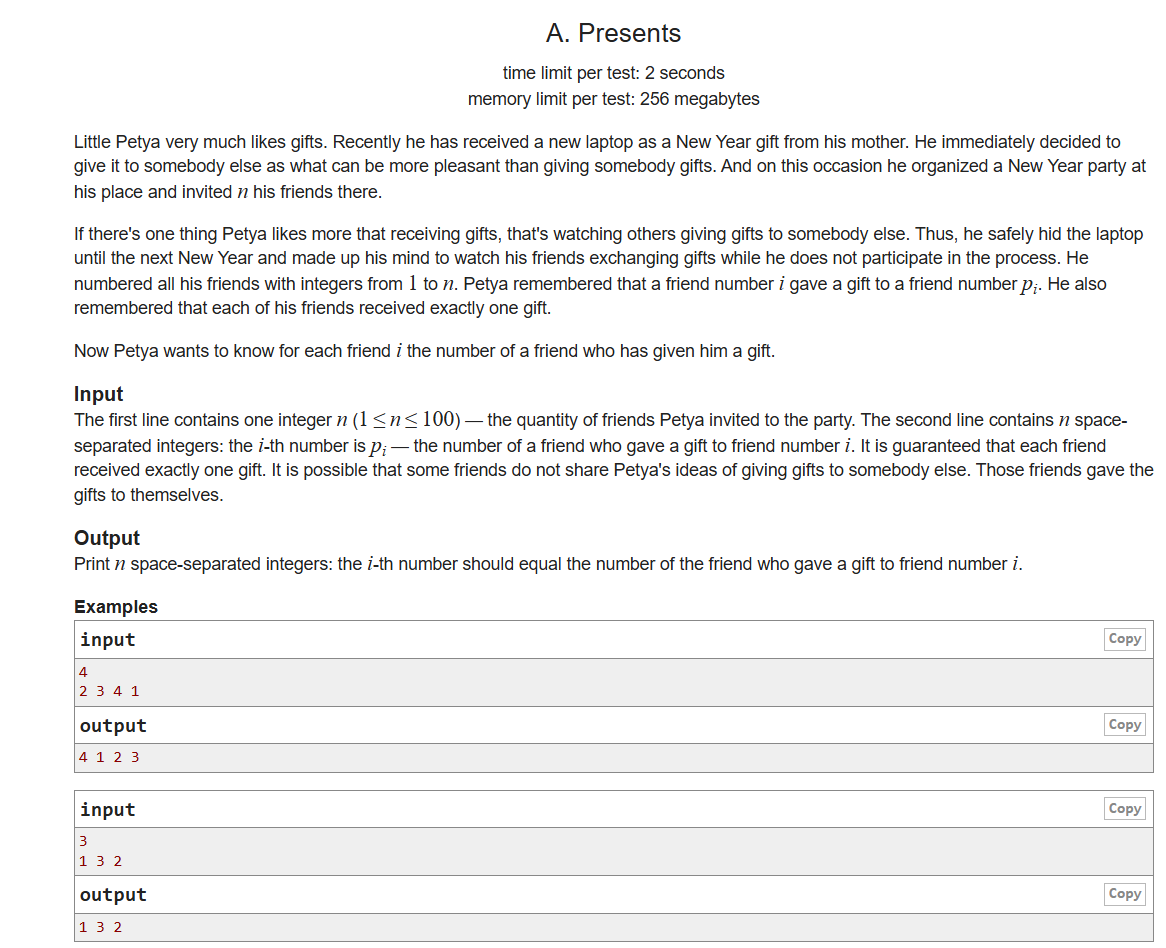 A. Presents
time limit per test: 2 seconds
memory limit per test: 256 megabytes
Little Petya very much likes gifts. Recently he has received a new laptop as a New Year gift from his mother. He immediately decided to
give it to somebody else as what can be more pleasant than giving somebody gifts. And on this occasion he organized a New Year party at
his place and invited n his friends there.
If there's one thing Petya likes more that receiving gifts, that's watching others giving gifts to somebody else. Thus, he safely hid the laptop
until the next New Year and made up his mind to watch his friends exchanging gifts while he does not participate in the process. He
numbered all his friends with integers from 1 to n. Petya remembered that a friend number i gave a gift to a friend number pᵢ. He also
remembered that each of his friends received exactly one gift.
Now Petya wants to know for each friend i the number of a friend who has given him a gift.
Input
The first line contains one integer n (1 ≤ n ≤ 100) — the quantity of friends Petya invited to the party. The second line contains n space-
separated integers: the i-th number is pᵢ — the number of a friend who gave a gift to friend number i. It is guaranteed that each friend
received exactly one gift. It is possible that some friends do not share Petya's ideas of giving gifts to somebody else. Those friends gave the
gifts to themselves.
Output
Print n space-separated integers: the i-th number should equal the number of the friend who gave a gift to friend number i.
Examples
input Copy
4
2 3 4 1
output Copy
4 1 2 3
input Copy
3
1 3 2
output Copy
1 3 2